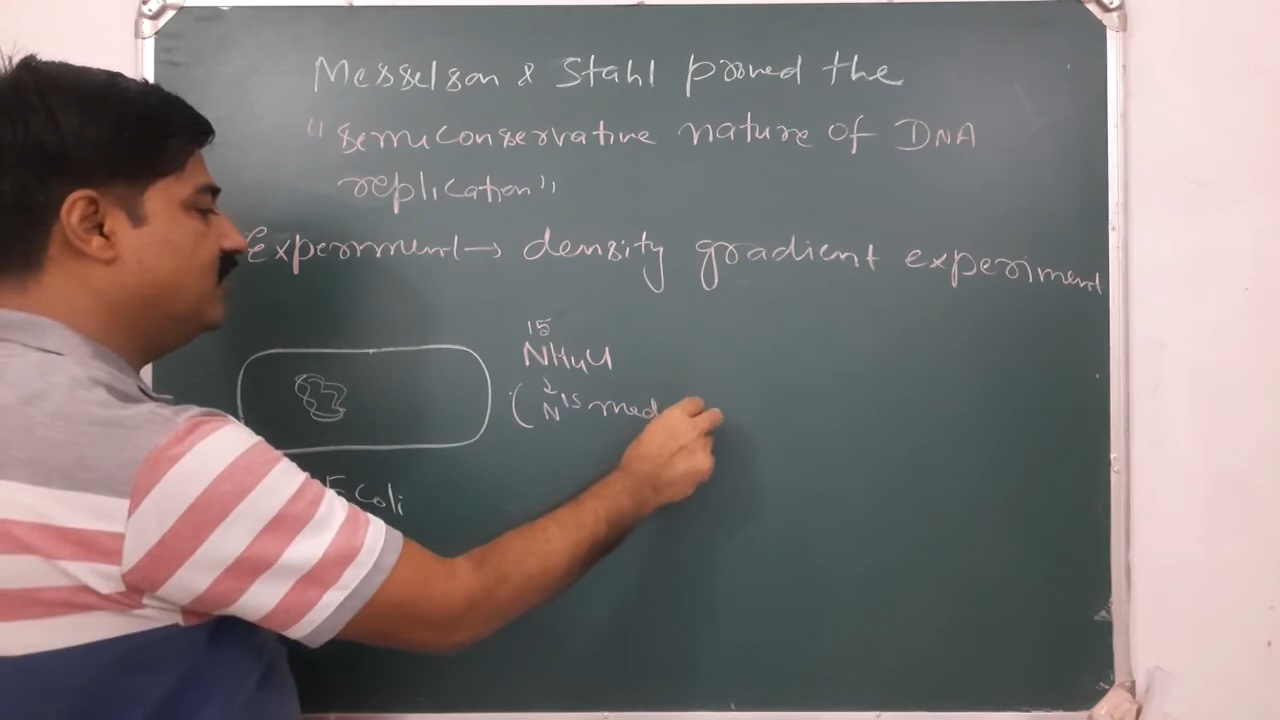 Messelson & Stahl proved the
"semiconservative nature of DNA
replication"
Experiment → density gradient experiment
15
NH4Cl
( N15 med
E Coli